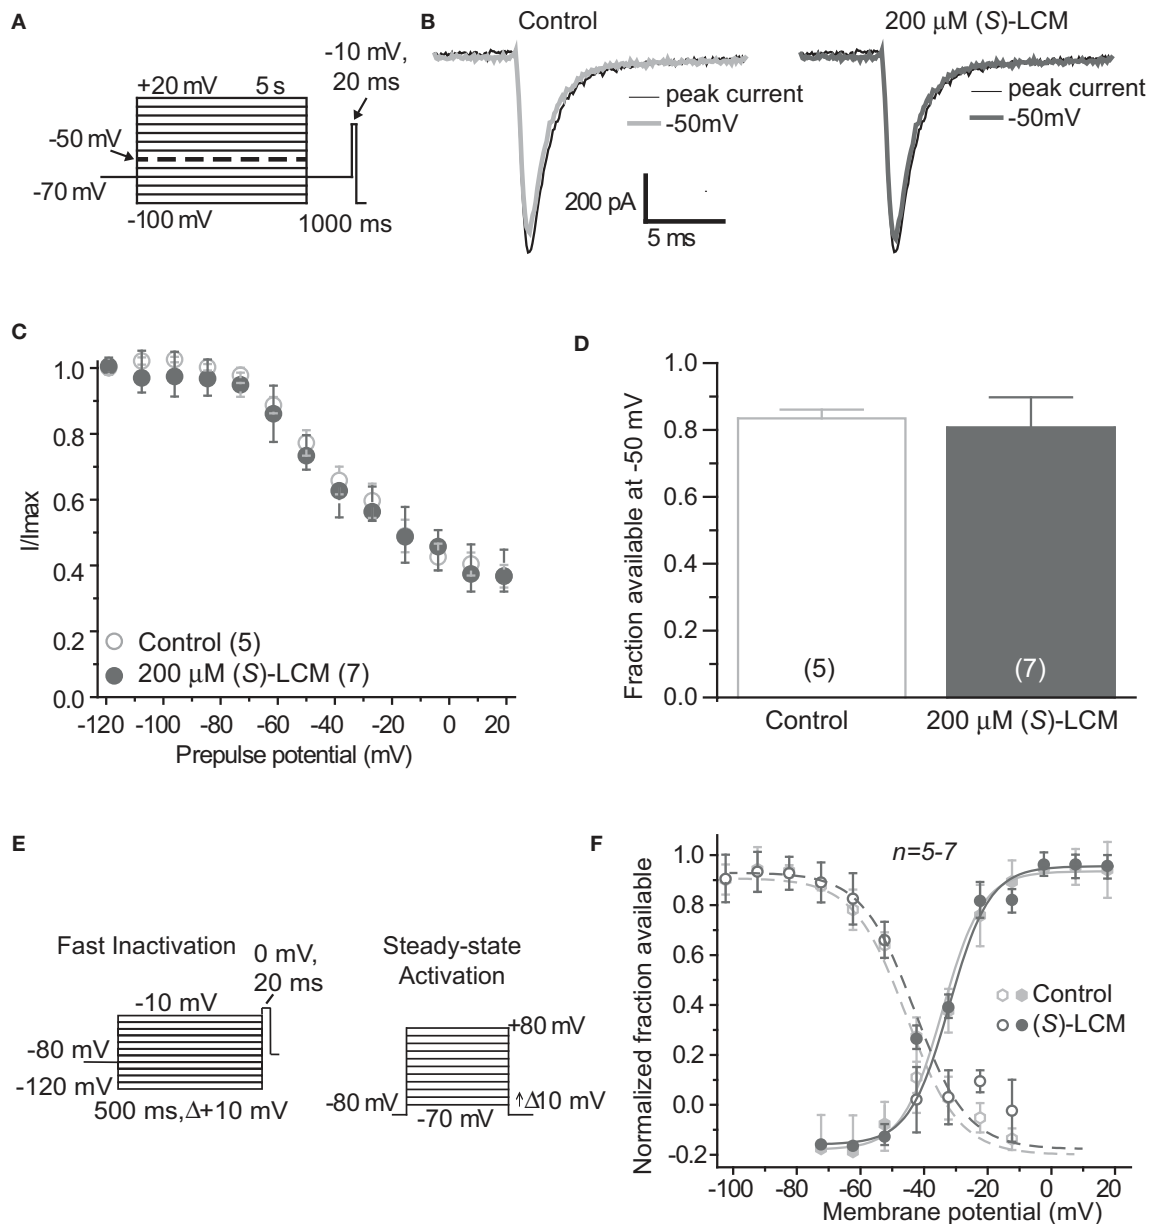 A
+20 mV
5 s
-10 mV,
20 ms
-50 mV
-70 mV
-100 mV
1000 ms
B
Control
200 μM (S)-LCM
peak current
-50mV
peak current
-50mV
200 pA
5 ms
C
I/Imax
1.0
0.8
0.6
0.4
0.2
0.0
Control (5)
200 μM (S)-LCM (7)
-120 -100 -80 -60 -40 -20 0 20
Prepulse potential (mV)
D
Fraction available at -50 mV
1.0
0.8
0.6
0.4
0.2
0.0
(5)
(7)
Control
200 μM (S)-LCM
E
Fast Inactivation
0 mV,
20 ms
-10 mV
-80 mV
-120 mV
500 ms,Δ+10 mV
Steady-state
Activation
+80 mV
-80 mV
Δ10 mV
-70 mV
F
n=5-7
Normalized fraction available
1.0
0.8
0.6
0.4
0.2
0.0
-0.2
Control
(S)-LCM
-100 -80 -60 -40 -20 0 20
Membrane potential (mV)